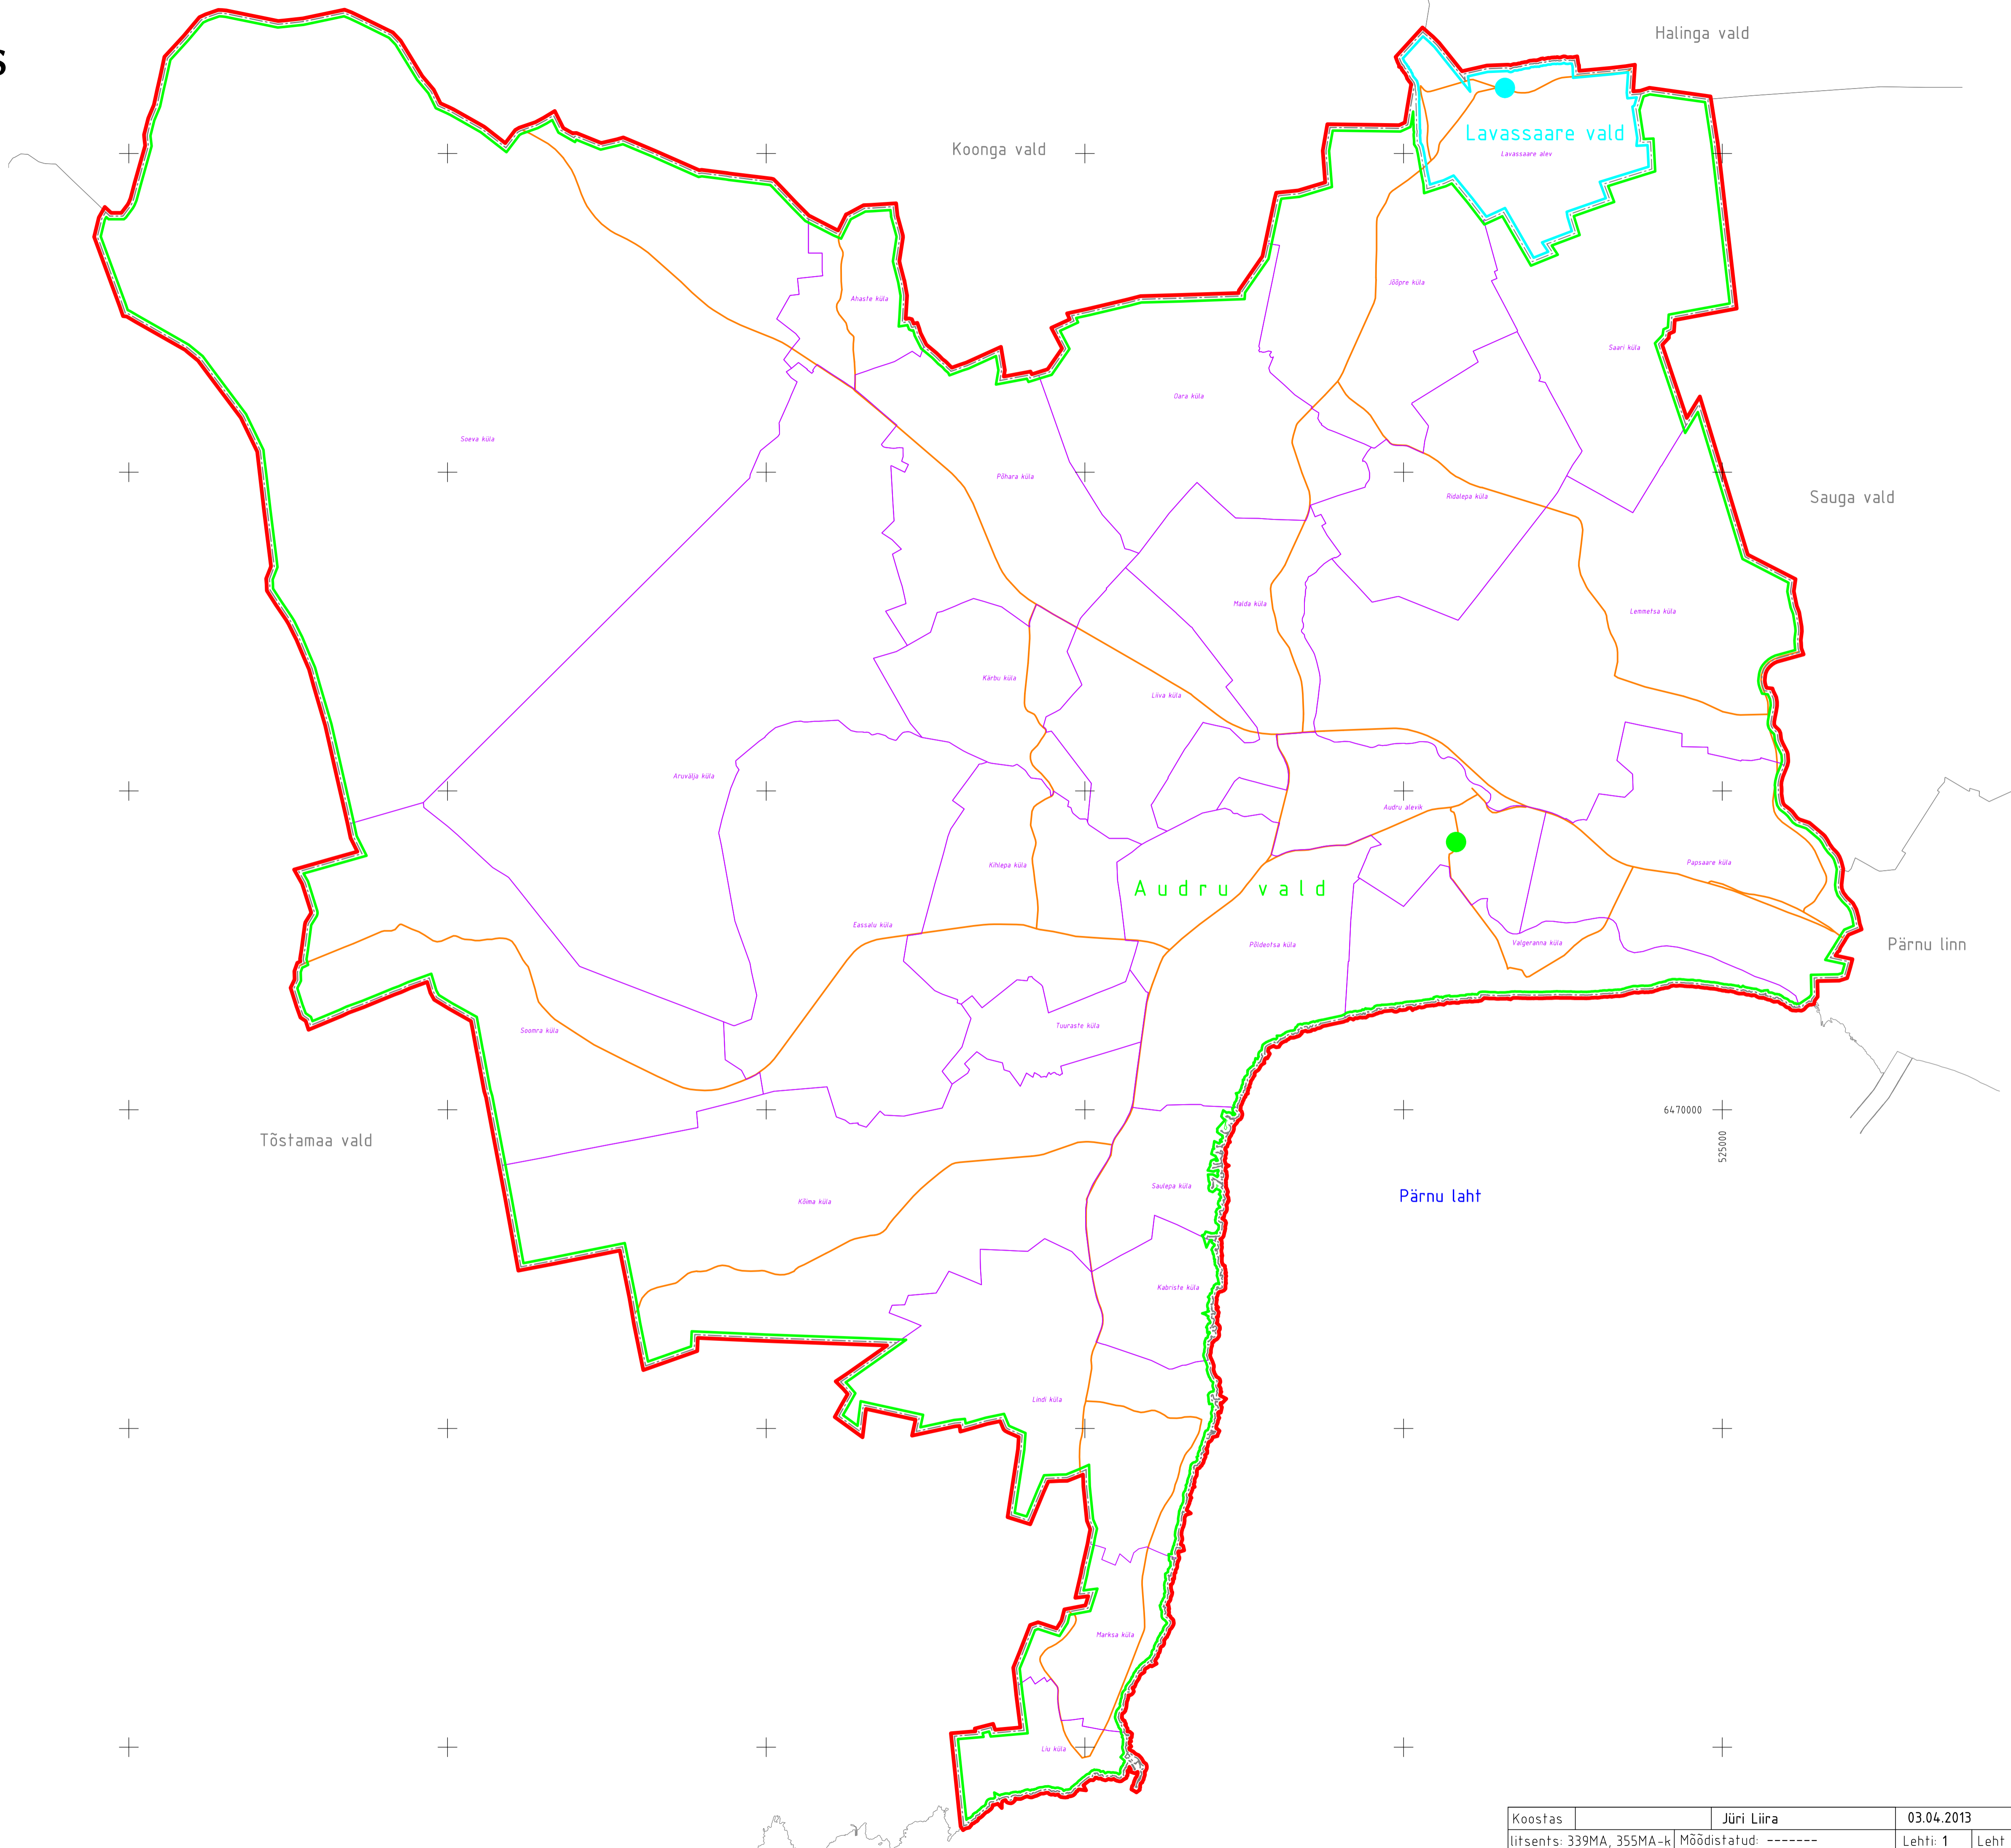 s
Halinga vald
Koonga vald
Lavassaare vald
Lavassaare alev
Jõõpre küla
Ahaste küla
Saari küla
Oara küla
Soeva küla
Põhara küla
Ridalepa küla
Sauga vald
Malda küla
Lemmetsa küla
Kärbu küla
Liiva küla
Aruvälja küla
Audru alevik
Kihlepa küla
Papsaare küla
Audru vald
Eassalu küla
Põldeotsa küla
Valgeranna küla
Pärnu linn
Soomra küla
Tuuraste küla
6470000
525000
Tõstamaa vald
Saulepa küla
Pärnu laht
Kõima küla
Kabriste küla
Lindi küla
Marksa küla
Liu küla
Koostas Jüri Liira 03.04.2013
litsents: 339MA, 355MA-k Mõõdistatud: ------- Lehti: 1 Leht